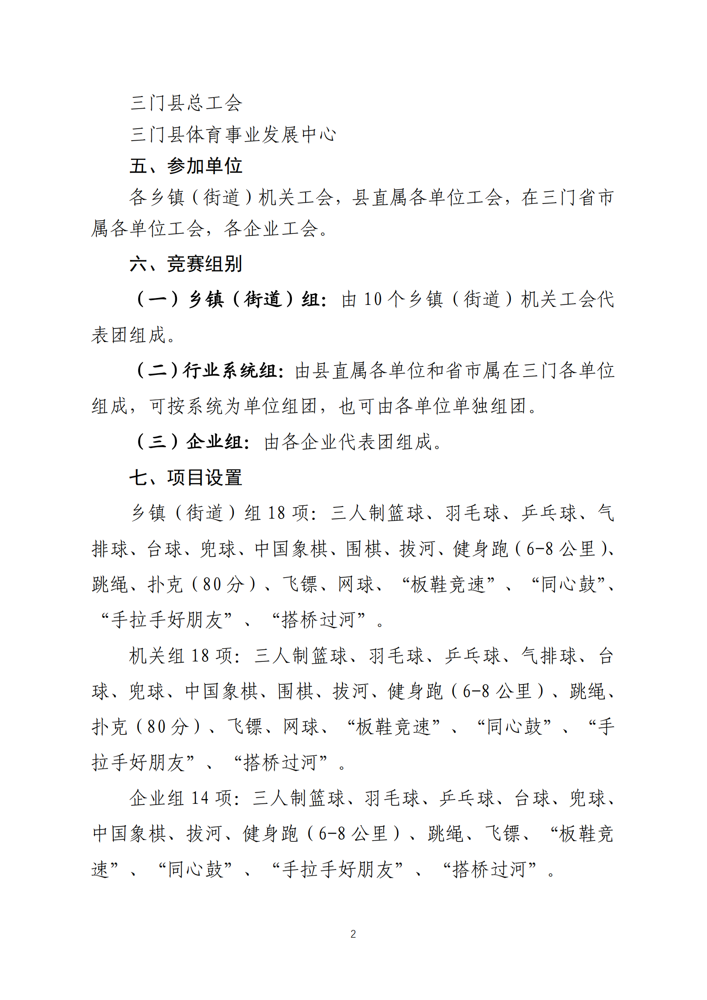 三门县总工会
三门县体育事业发展中心
五、参加单位
各乡镇（街道）机关工会，县直属各单位工会，在三门省市
属各单位工会，各企业工会。
六、竞赛组别
（一）乡镇（街道）组：由 10 个乡镇（街道）机关工会代
表团组成。
（二）行业系统组：由县直属各单位和省市属在三门各单位
组成，可按系统为单位组团，也可由各单位单独组团。
（三）企业组：由各企业代表团组成。
七、项目设置
乡镇（街道）组 18 项：三人制篮球、羽毛球、乒乓球、气
排球、台球、兜球、中国象棋、围棋、拔河、健身跑（6-8 公里）、
跳绳、扑克（80 分）、飞镖、网球、“板鞋竞速”、“同心鼓”、
“手拉手好朋友”、“搭桥过河”。
机关组 18 项：三人制篮球、羽毛球、乒乓球、气排球、台
球、兜球、中国象棋、围棋、拔河、健身跑（6-8 公里）、跳绳、
扑克（80 分）、飞镖、网球、“板鞋竞速”、“同心鼓”、“手
拉手好朋友”、“搭桥过河”。
企业组 14 项：三人制篮球、羽毛球、乒乓球、台球、兜球、
中国象棋、拔河、健身跑（6-8 公里）、跳绳、飞镖、“板鞋竞
速”、“同心鼓”、“手拉手好朋友”、“搭桥过河”。
2